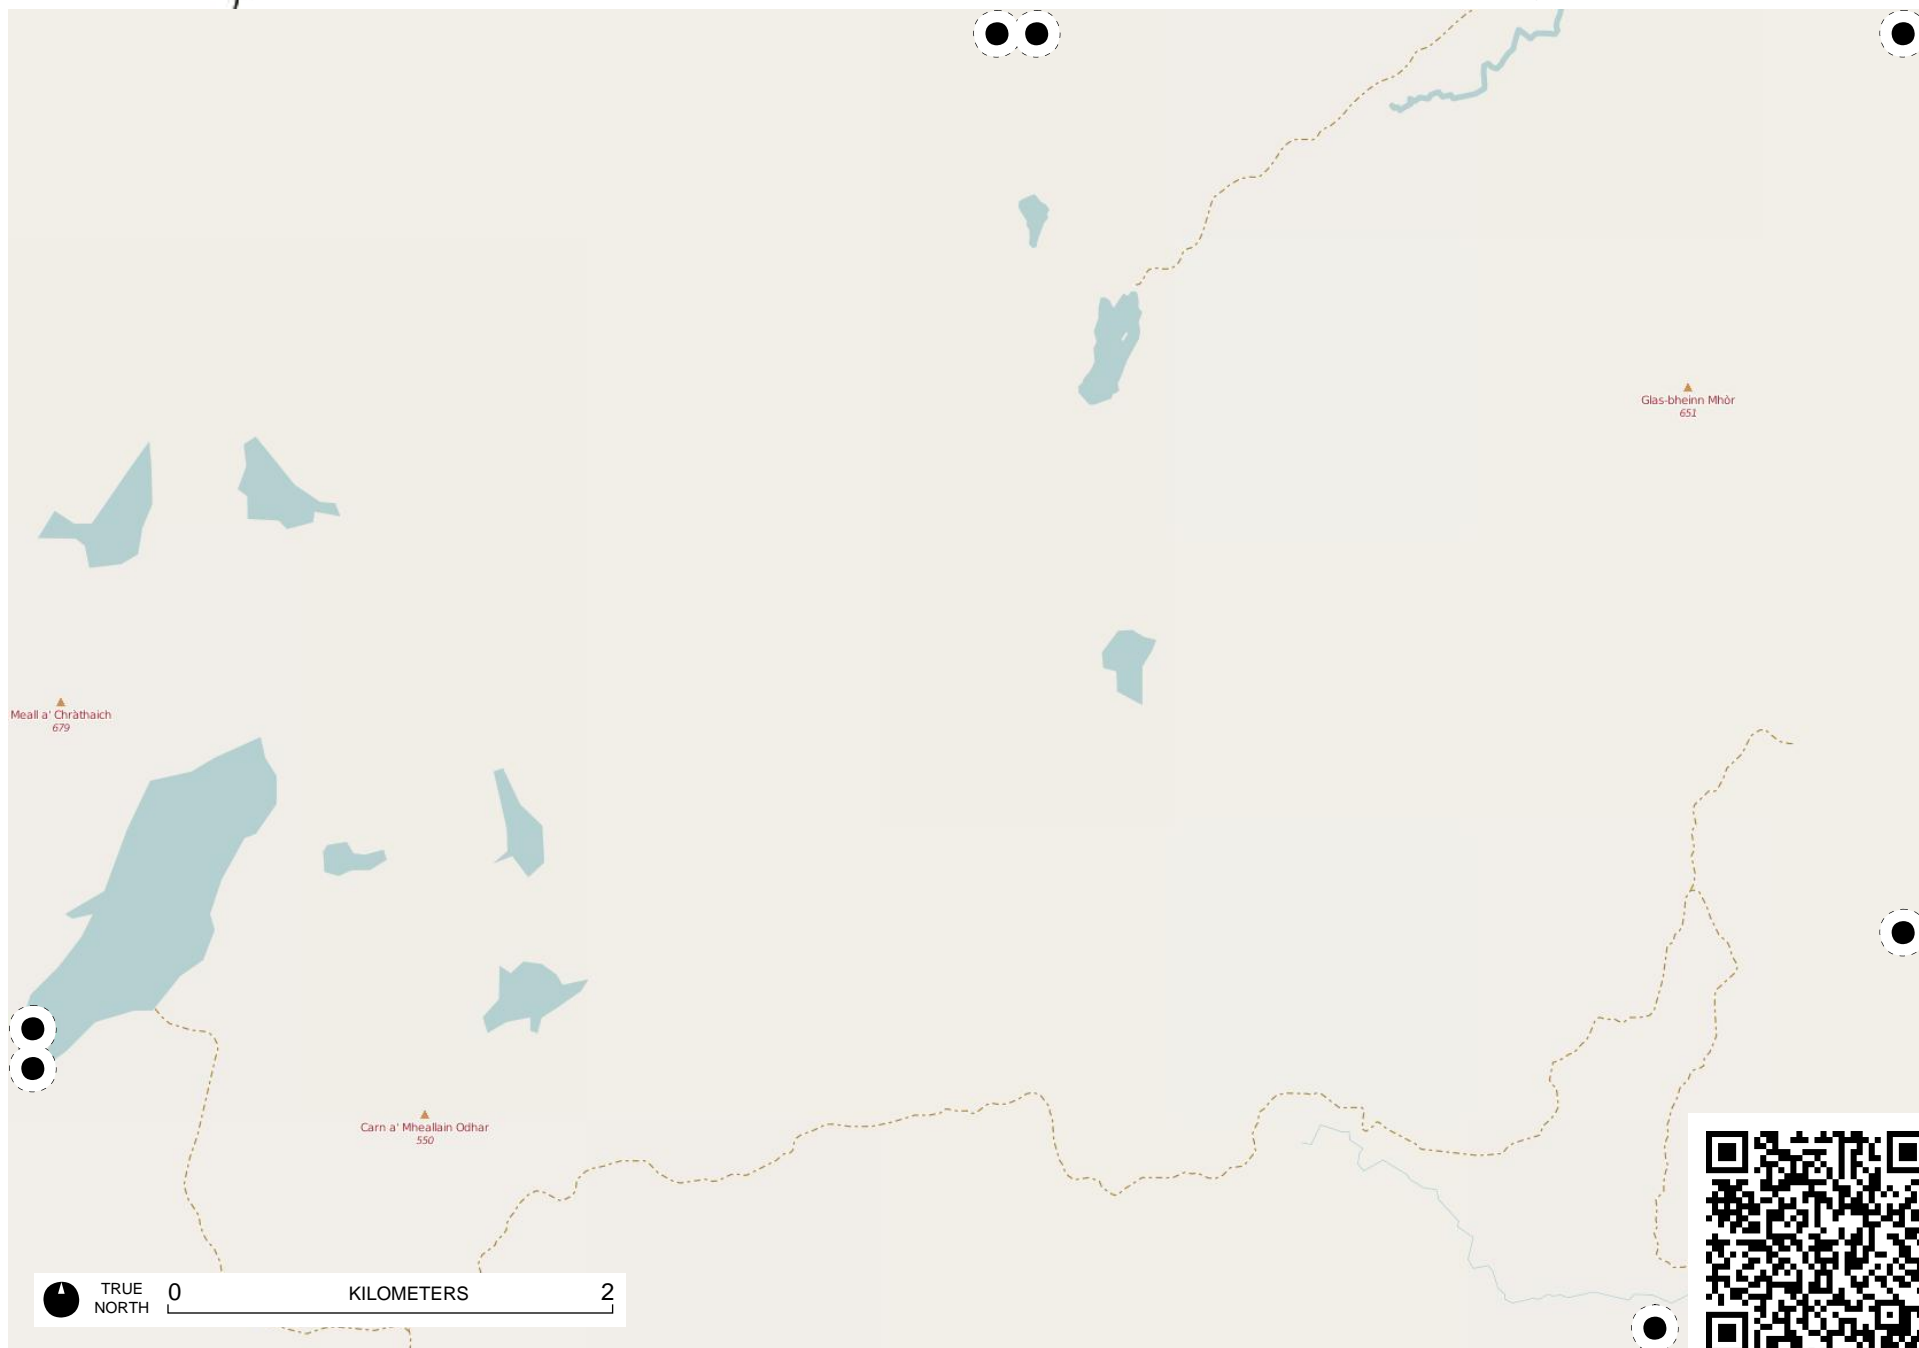 Glas-bheinn Mhòr
651
Meall a' Chràthaich
679
Carn a' Mheallain Odhar
550
TRUE
NORTH
0 KILOMETERS 2